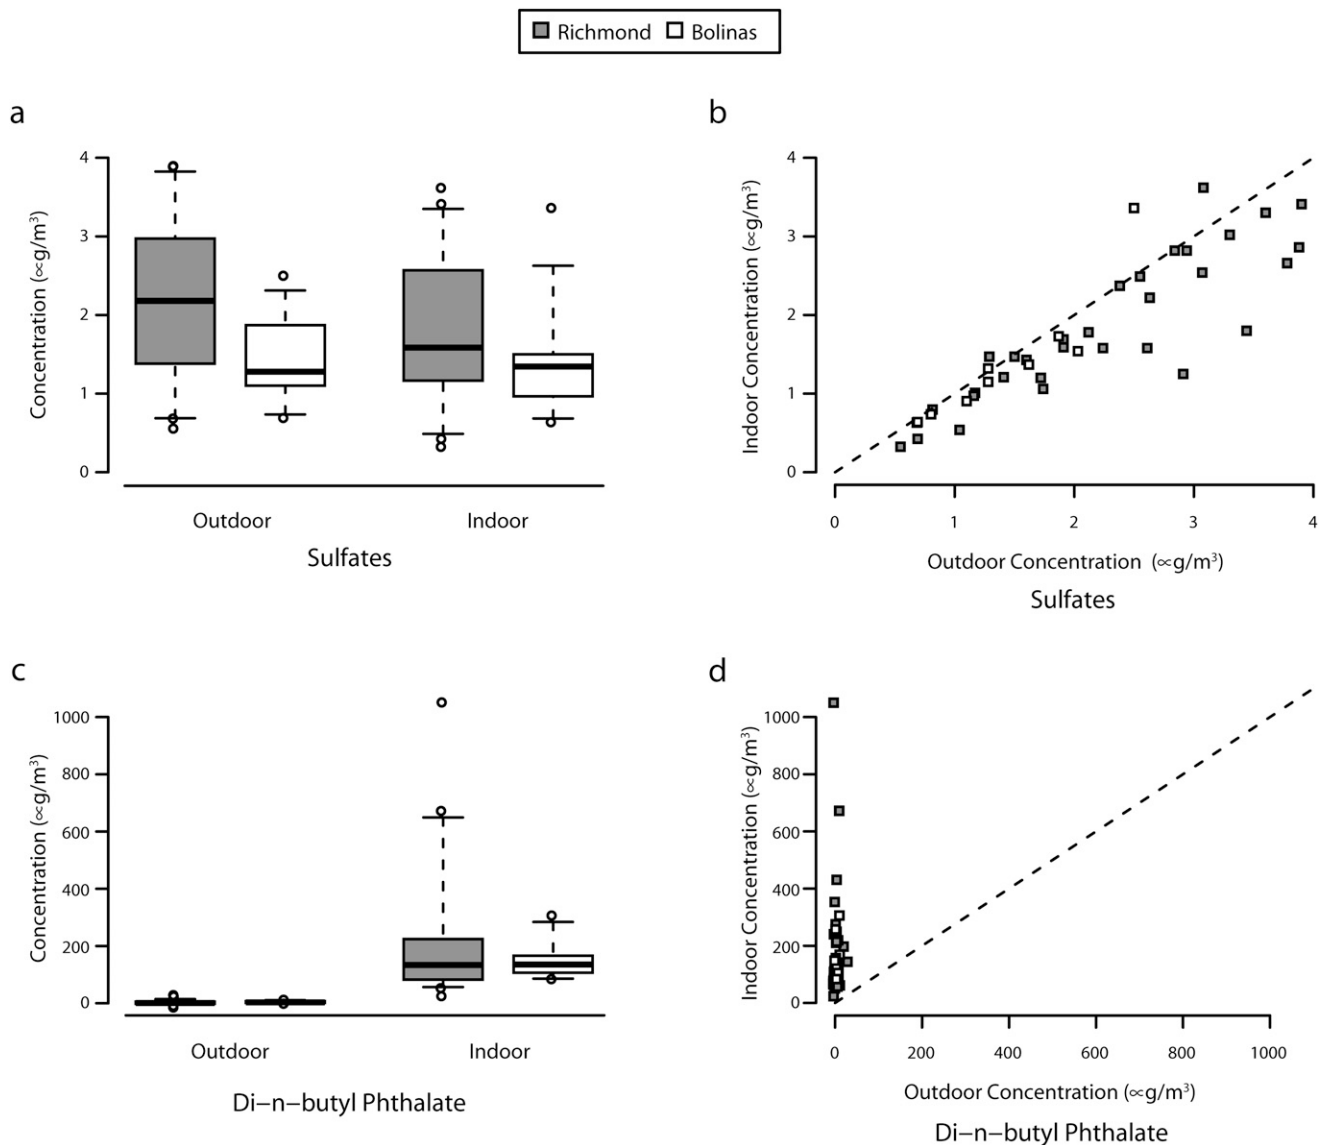 Richmond Bolinas
a
Concentration (∝g/m³)
4
3
2
1
0
Outdoor Indoor
Sulfates
b
Indoor Concentration (∝g/m³)
4
3
2
1
0
0 1 2 3 4
Outdoor Concentration (∝g/m³)
Sulfates
c
Concentration (∝g/m³)
1000
800
600
400
200
0
Outdoor Indoor
Di−n−butyl Phthalate
d
Indoor Concentration (∝g/m³)
1000
800
600
400
200
0
0 200 400 600 800 1000
Outdoor Concentration (∝g/m³)
Di−n−butyl Phthalate